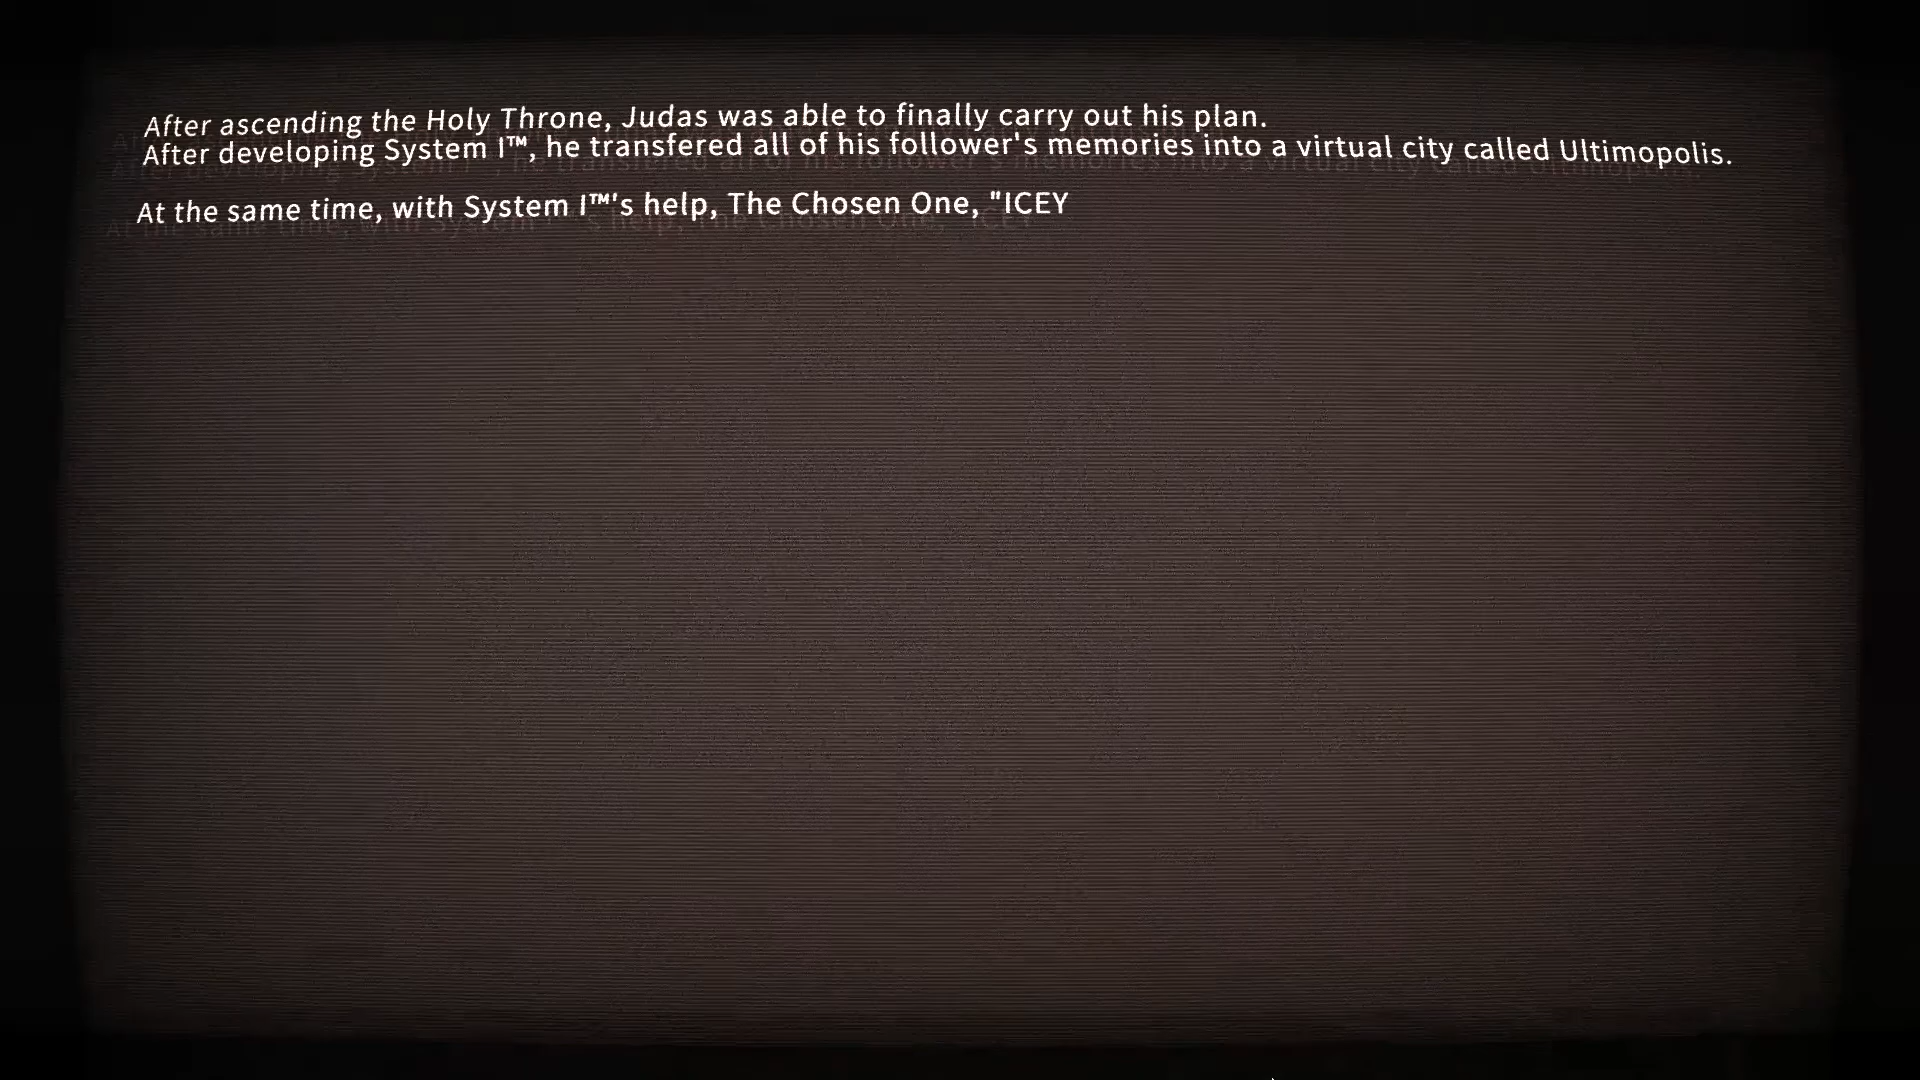 After ascending the Holy Throne, Judas was able to finally carry out his plan.
After developing System I™, he transfered all of his follower's memories into a virtual city called Ultimopolis.
At the same time, with System I™'s help, The Chosen One, "ICEY